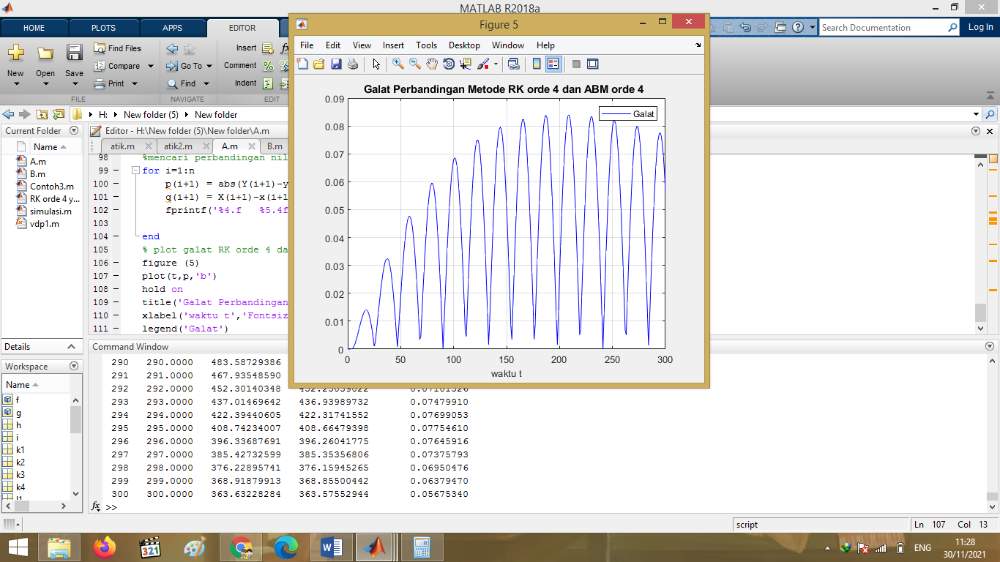 MATLAB R2018a
HOME PLOTS APPS EDITOR
Search Documentation
Log In
New Open Save
Find Files
Compare
Print
FILE
Go To
Find
NAVIGATE
Insert
Comment
Indent
H: New folder (5) New folder
Current Folder
Name
A.m
B.m
Contoh3.m
RK orde 4 y...
simulasi.m
vdp1.m
Details
Workspace
Name
f
g
h
i
k1
k2
k3
k4
Editor - H:\New folder (5)\New folder\A.m
atik.m atik2.m A.m B.m
98 %mencari perbandingan nil
99 for i=1:n
100 p(i+1) = abs(Y(i+1)-y
101 q(i+1) = X(i+1)-x(i+1
102 fprintf('%4.f %5.4f
103
104 end
105 % plot galat RK orde 4 da
106 figure (5)
107 plot(t,p,'b')
108 hold on
109 title('Galat Perbandingan
110 xlabel('waktu t','Fontsiz
111 legend('Galat')
Figure 5
File Edit View Insert Tools Desktop Window Help
Galat Perbandingan Metode RK orde 4 dan ABM orde 4
Galat
0.09
0.08
0.07
0.06
0.05
0.04
0.03
0.02
0.01
0
0 50 100 150 200 250 300
waktu t
Command Window
290 290.0000 483.58729386
291 291.0000 467.93548590
292 292.0000 452.30140348
293 293.0000 437.01469642 436.93989732 0.07479910
294 294.0000 422.39440605 422.31741552 0.07699053
295 295.0000 408.74234007 408.66479398 0.07754610
296 296.0000 396.33687691 396.26041775 0.07645916
297 297.0000 385.42732599 385.35356806 0.07375793
298 298.0000 376.22895741 376.15945265 0.06950476
299 299.0000 368.91879913 368.85500442 0.06379470
300 300.0000 363.63228284 363.57552944 0.05675340
fx >>
script
Ln 107 Col 13
321
ENG
11:28
30/11/2021